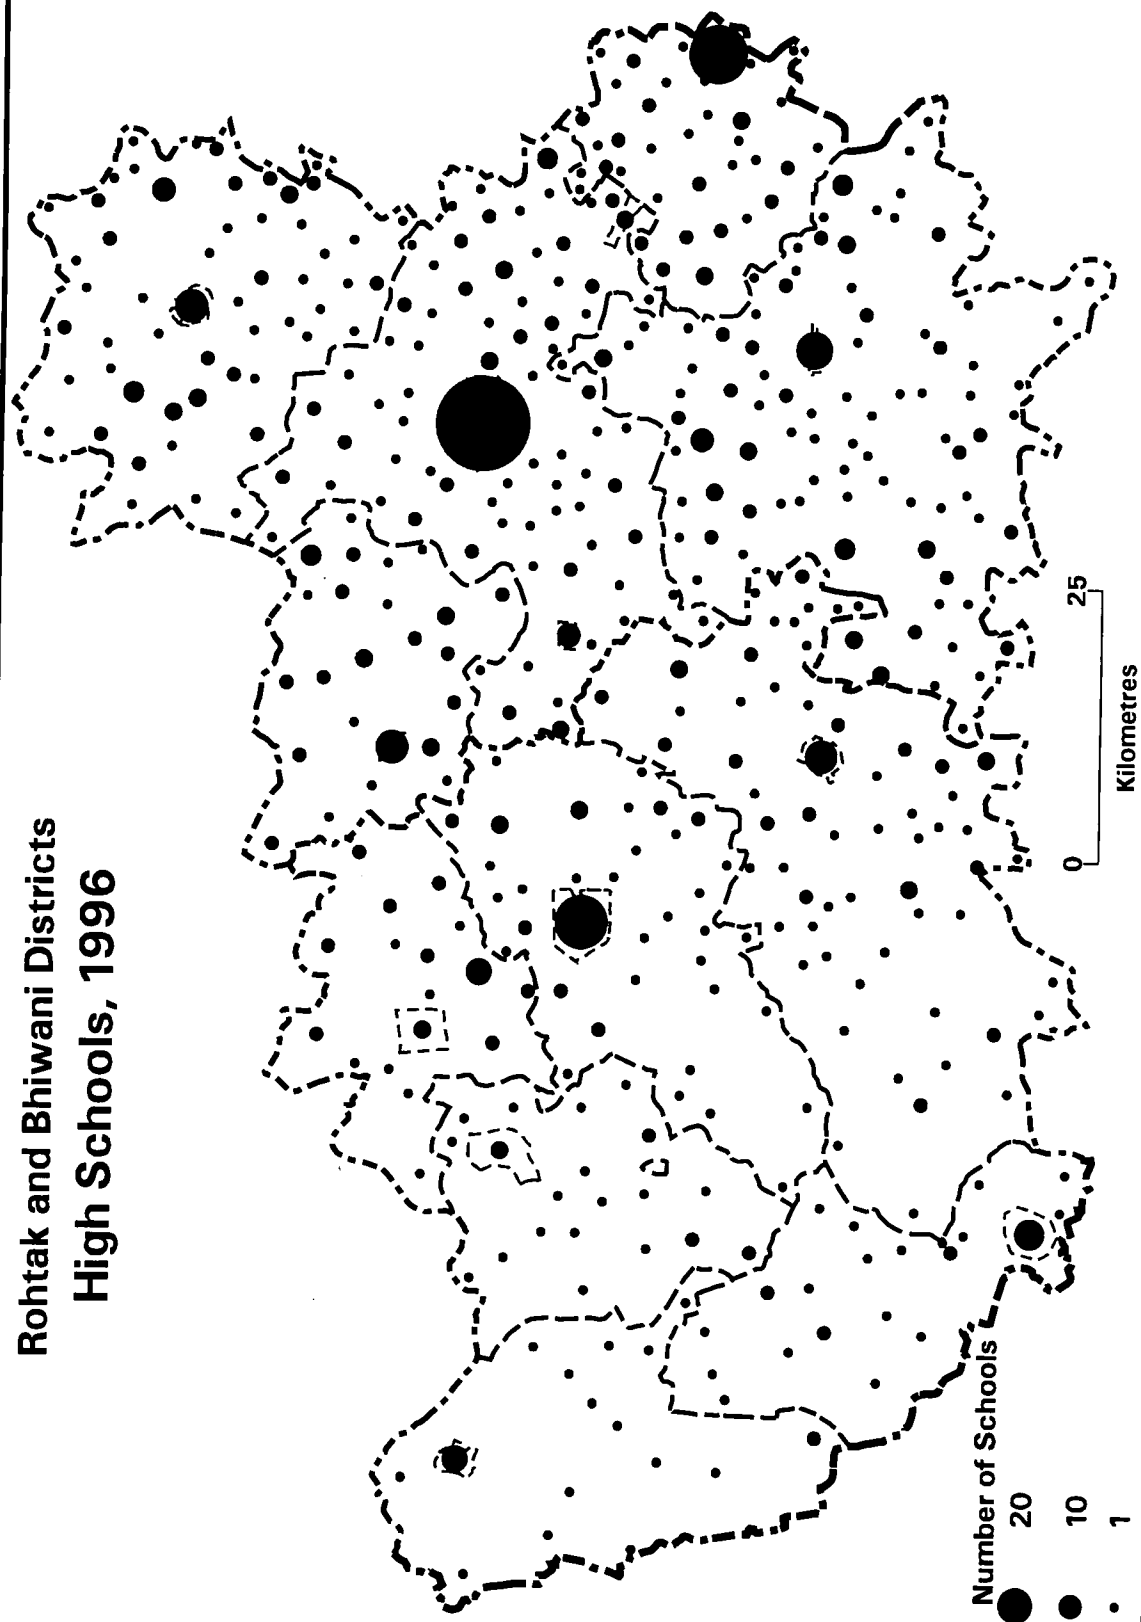 Rohtak and Bhiwani Districts
High Schools, 1996
Number of Schools
20
10
1
0
25
Kilometres